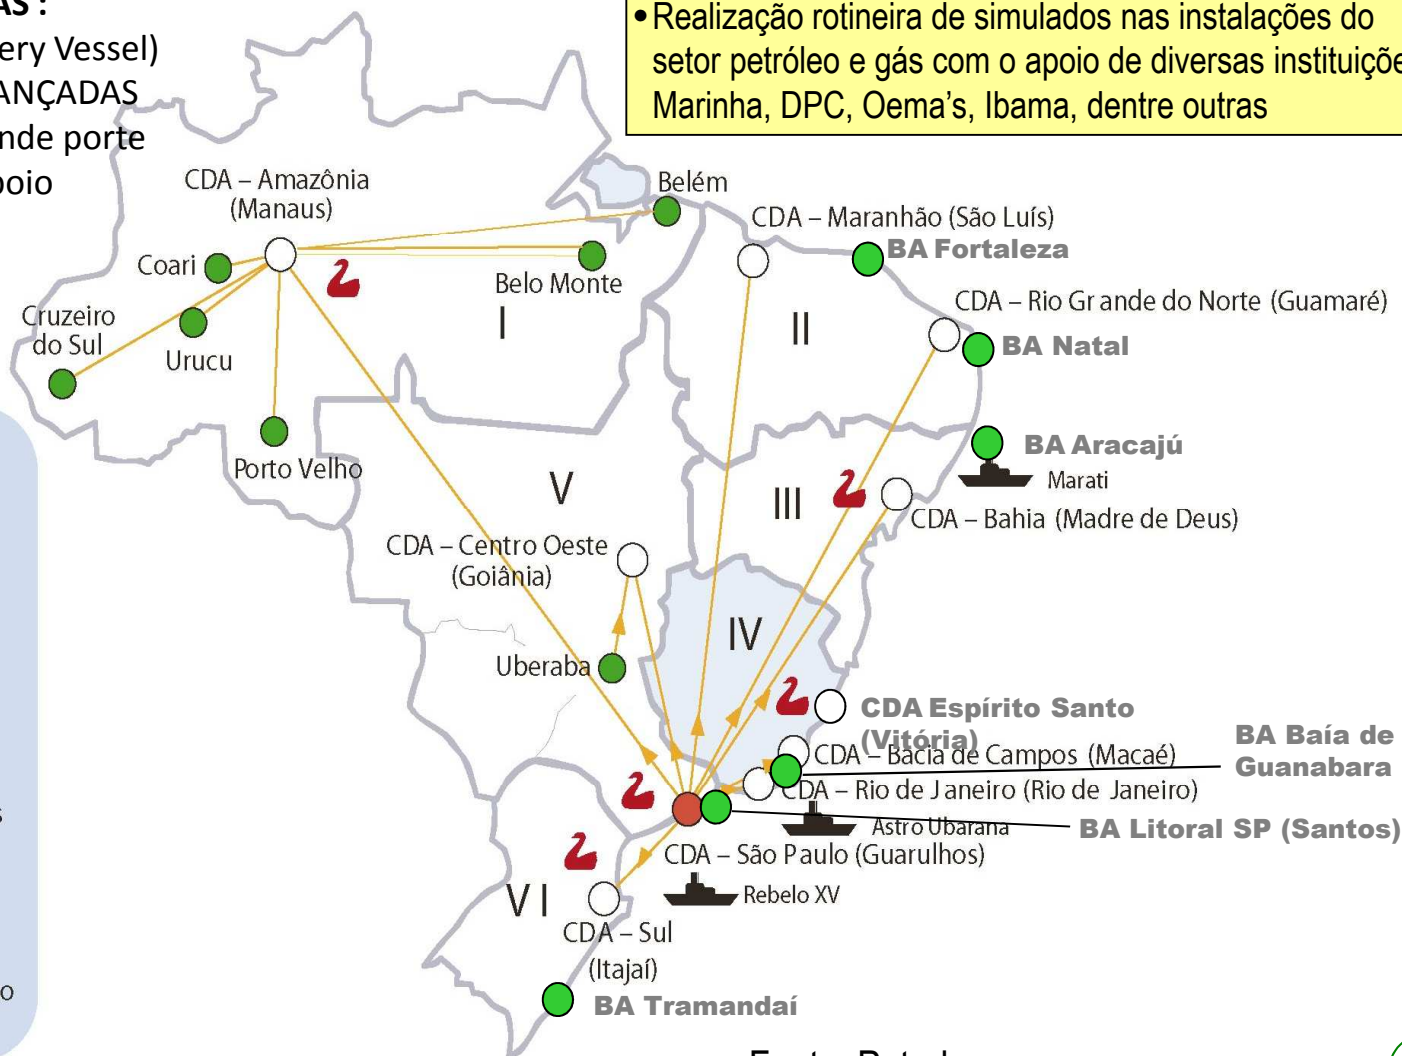 AS :
ery Vessel)
ANÇADAS
nde porte
poio
• Realização rotineira de simulados nas instalações do
setor petróleo e gás com o apoio de diversas instituiçõe
Marinha, DPC, Oema's, Ibama, dentre outras
CDA – Amazônia
(Manaus)
Belém
CDA – Maranhão (São Luís)
BA Fortaleza
Coari
Belo Monte
CDA – Rio Grande do Norte (Guamaré)
Cruzeiro
do Sul
I
II
BA Natal
Urucu
Porto Velho
BA Aracajú
Marati
V
III
CDA – Bahia (Madre de Deus)
CDA – Centro Oeste
(Goiânia)
IV
Uberaba
CDA Espírito Santo
(Vitória)
CDA – Bacia de Campos (Macaé)
BA Baía de
Guanabara
CDA – Rio de Janeiro (Rio de Janeiro)
Astro Ubarana
BA Litoral SP (Santos)
s
CDA – São Paulo (Guarulhos)
Rebelo XV
VI
CDA – Sul
(Itajaí)
o
BA Tramandaí